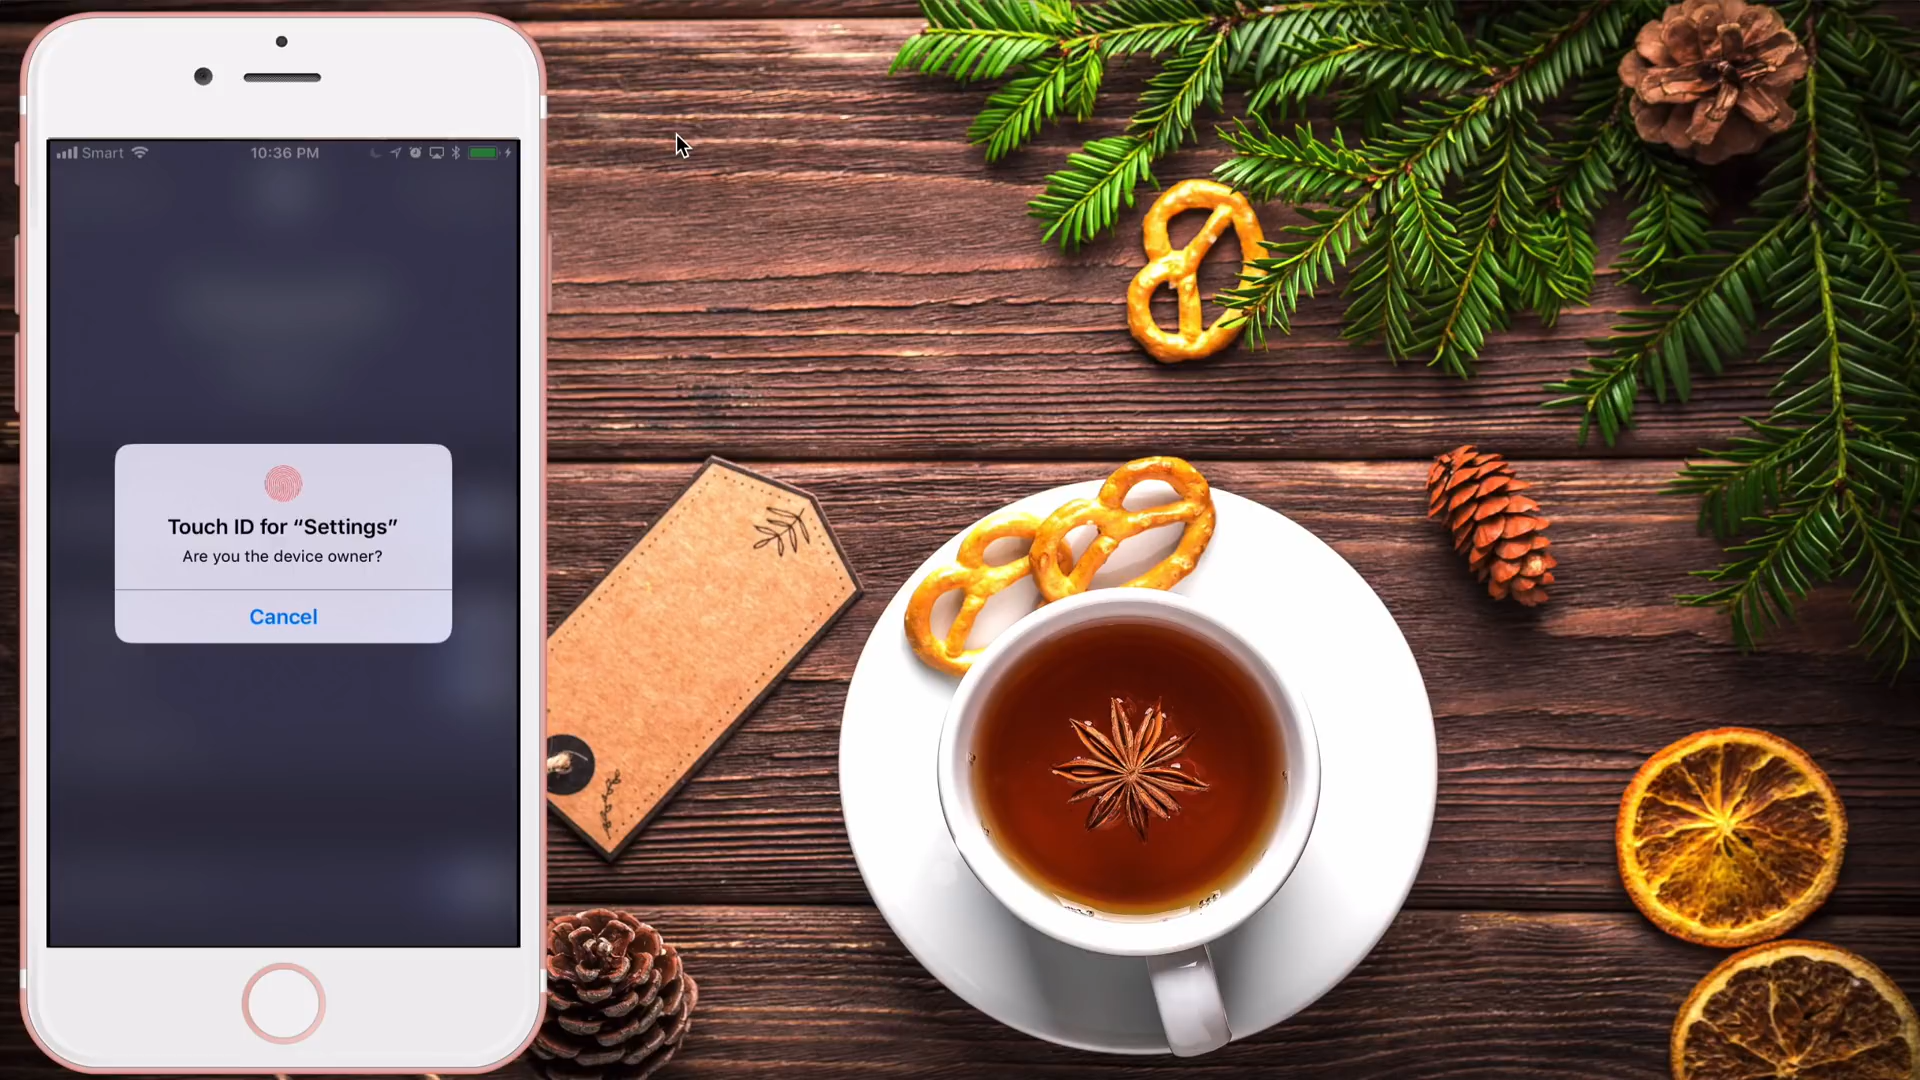 Smart 10:36 PM
Touch ID for “Settings”
Are you the device owner?
Cancel